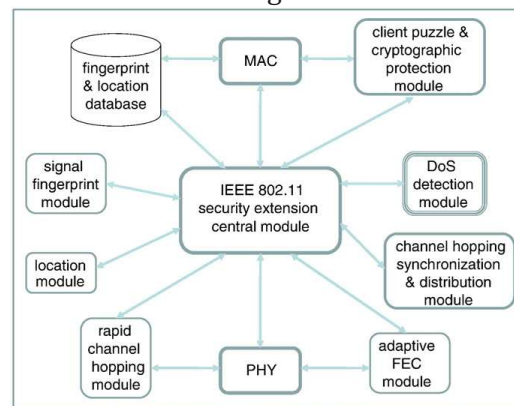 fingerprint
& location
database
MAC
client puzzle &
cryptographic
protection
module
signal
fingerprint
module
IEEE 802.11
security extension
central module
DoS
detection
module
location
module
channel hopping
synchronization
& distribution
module
rapid
channel
hopping
module
PHY
adaptive
FEC
module